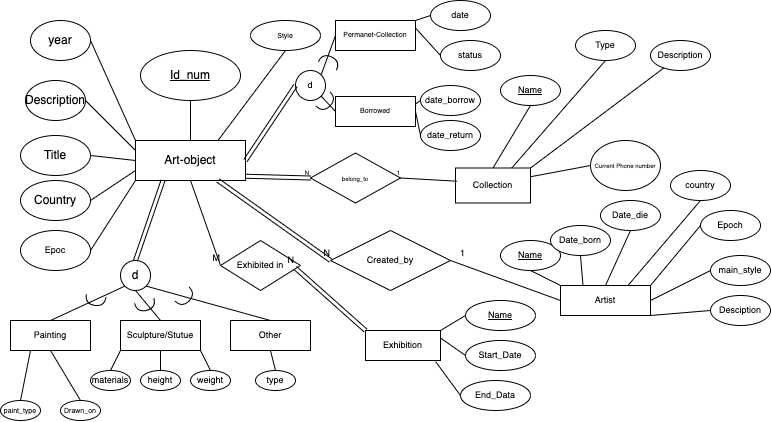 date
Style
Permanet-Collection
year
Type
status
Description
Id_num
d
Name
Description
date_borrow
Borrowed
date_return
Title
Art-object
Current Phone number
N
belong_to
1
Collection
country
Country
Date_die
Epoch
Date_born
Epoc
Name
N
1
M
Exhibited in
N
Created_by
main_style
d
Artist
Desciption
Name
Painting
Sculpture/Stutue
Other
Exhibition
Start_Date
materials
height
weight
type
End_Data
paint_type
Drawn_on